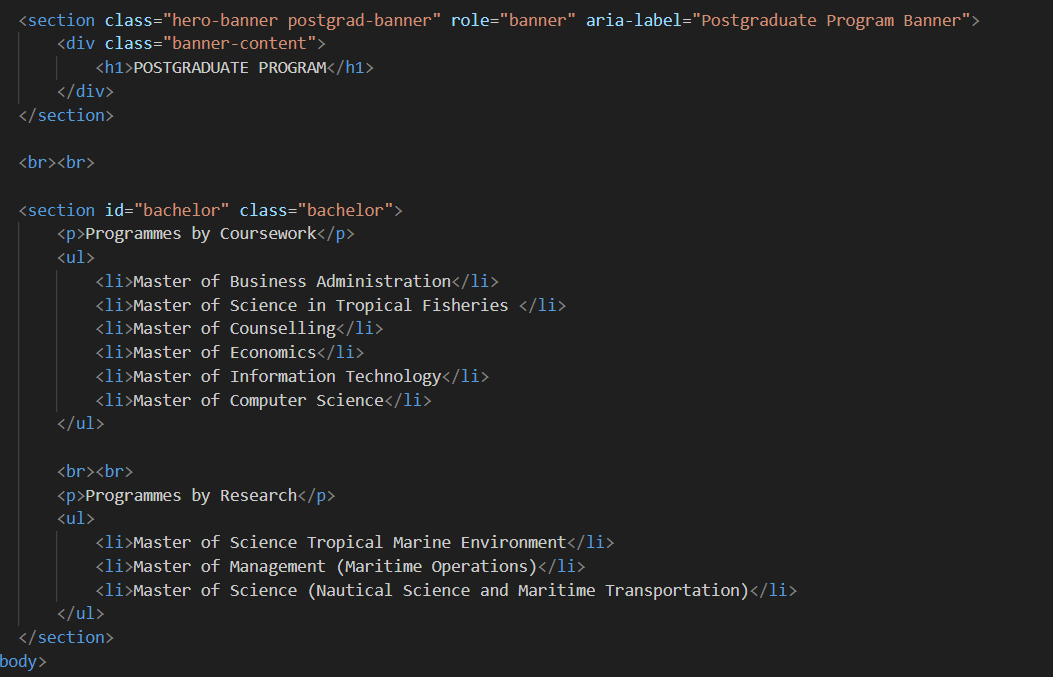 <section class="hero-banner postgrad-banner" role="banner" aria-label="Postgraduate Program Banner">
<div class="banner-content">
<h1>POSTGRADUATE PROGRAM</h1>
</div>
</section>
<br><br>
<section id="bachelor" class="bachelor">
<p>Programmes by Coursework</p>
<ul>
<li>Master of Business Administration</li>
<li>Master of Science in Tropical Fisheries </li>
<li>Master of Counselling</li>
<li>Master of Economics</li>
<li>Master of Information Technology</li>
<li>Master of Computer Science</li>
</ul>
<br><br>
<p>Programmes by Research</p>
<ul>
<li>Master of Science Tropical Marine Environment</li>
<li>Master of Management (Maritime Operations)</li>
<li>Master of Science (Nautical Science and Maritime Transportation)</li>
</ul>
</section>
body>